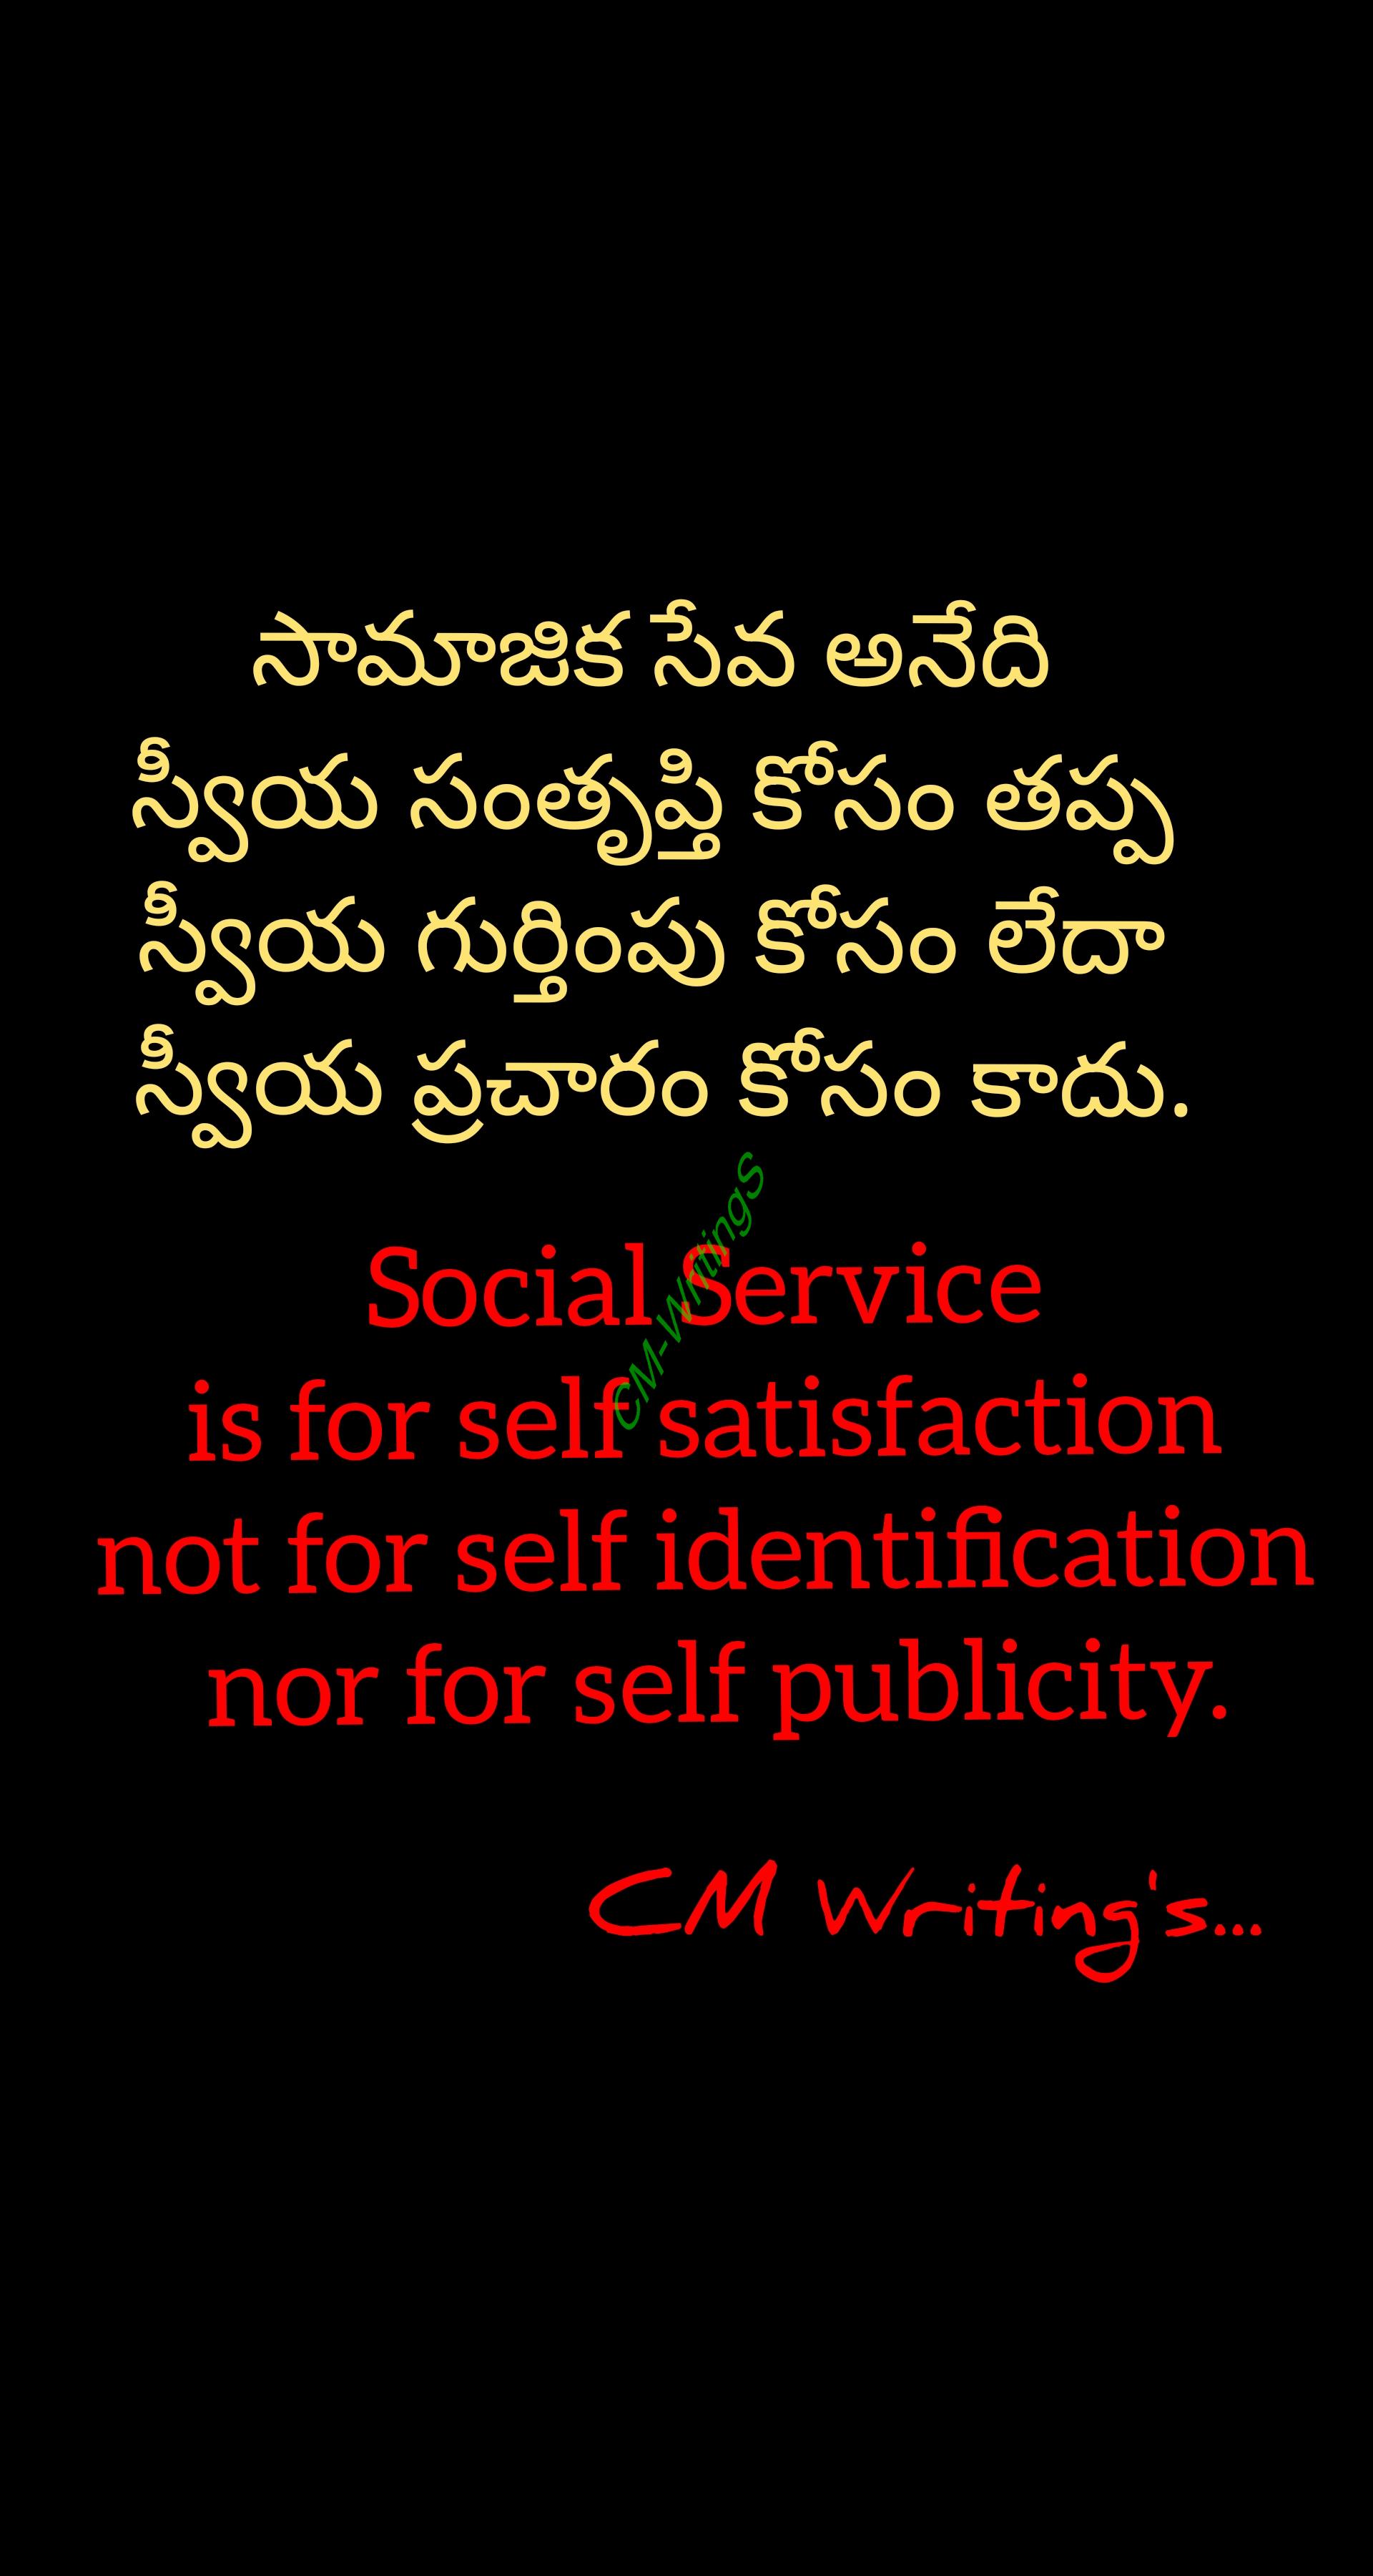 సామాజిక సేవ అనేది
స్వీయ సంతృప్తి కోసం తప్ప
స్వీయ గుర్తింపు కోసం లేదా
స్వీయ ప్రచారం కోసం కాదు.
CM-WritingS
Social Service
is for self satisfaction
not for self identification
nor for self publicity.
CM Writing's...